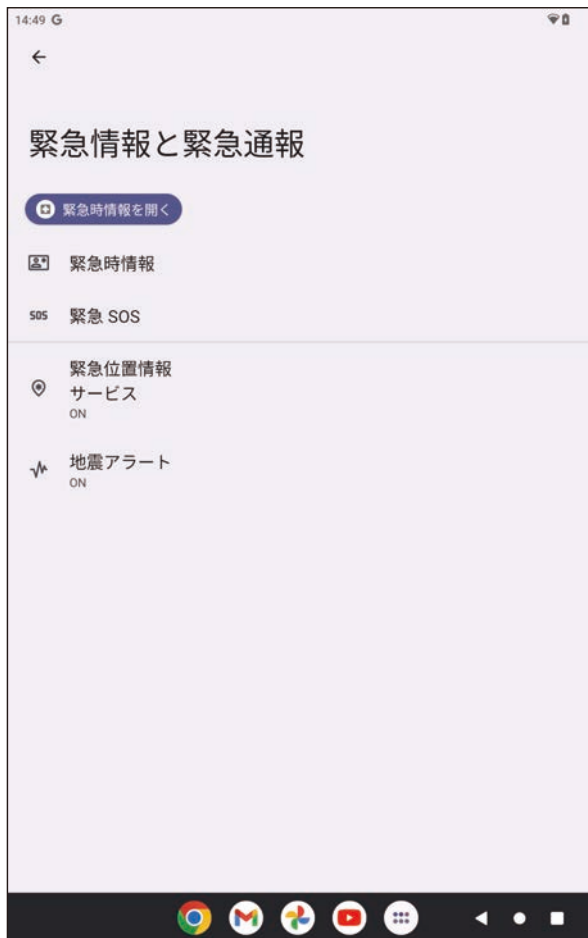 14:49 G
緊急情報と緊急通報
緊急時情報を開く
緊急時情報
SOS 緊急 SOS
緊急位置情報
サービス
ON
地震アラート
ON